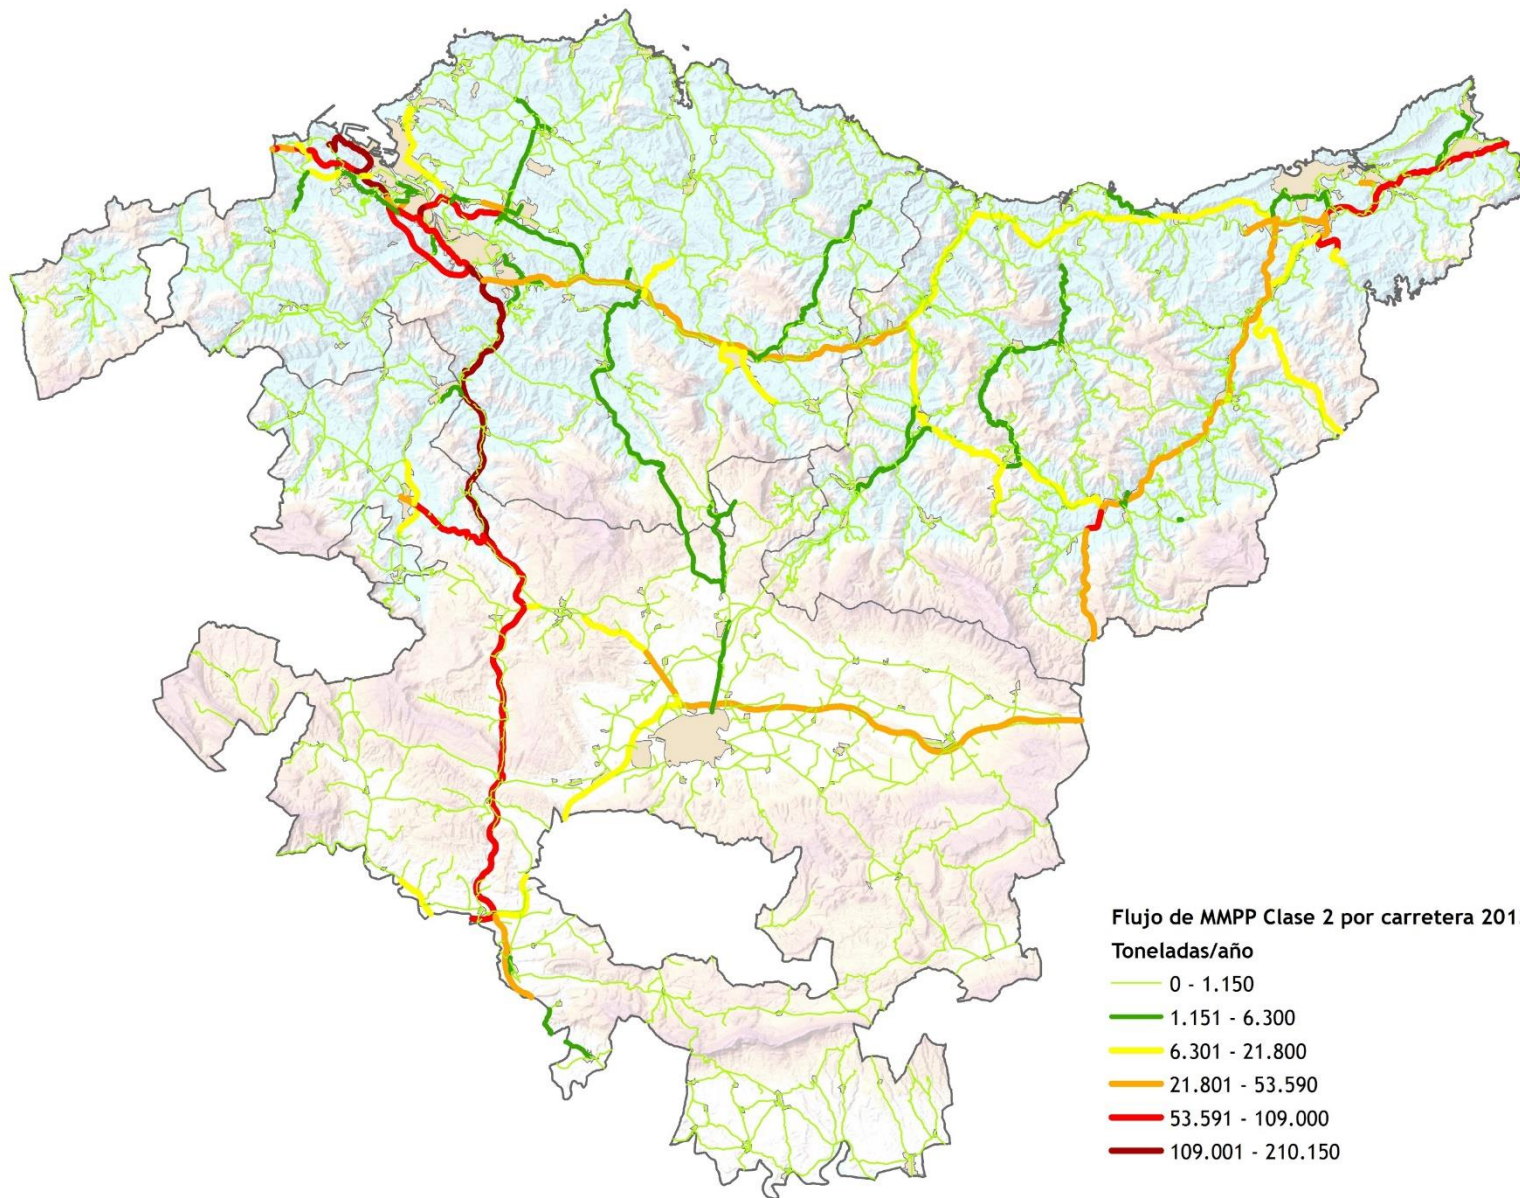 Flujo de MMPP Clase 2 por carretera 201
Toneladas/año
0 - 1.150
1.151 - 6.300
6.301 - 21.800
21.801 - 53.590
53.591 - 109.000
109.001 - 210.150